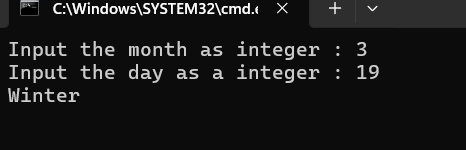 C:\Windows\SYSTEM32\cmd.e
Input the month as integer : 3
Input the day as a integer : 19
Winter